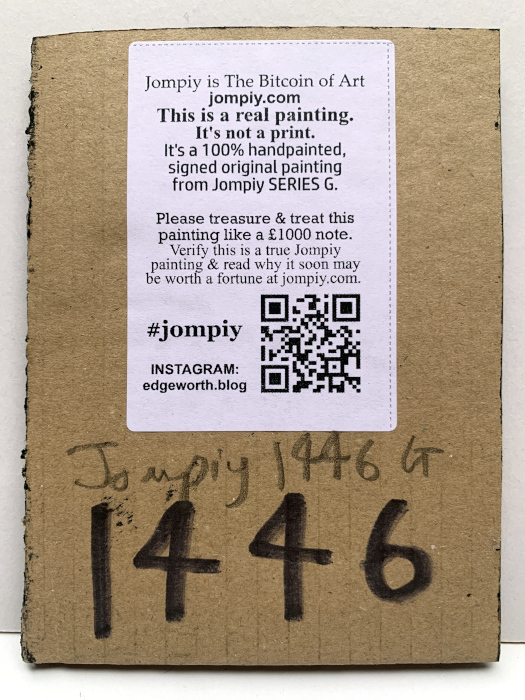 Jompiy is The Bitcoin of Art
jompiy.com
This is a real painting.
It's not a print.
It's a 100% handpainted,
signed original painting
from Jompiy SERIES G.
Please treasure & treat this
painting like a £1000 note.
Verify this is a true Jompiy
painting & read why it soon may
be worth a fortune at jompiy.com.
#jompiy
INSTAGRAM:
edgeworth.blog
Jompiy 1446 G
1446